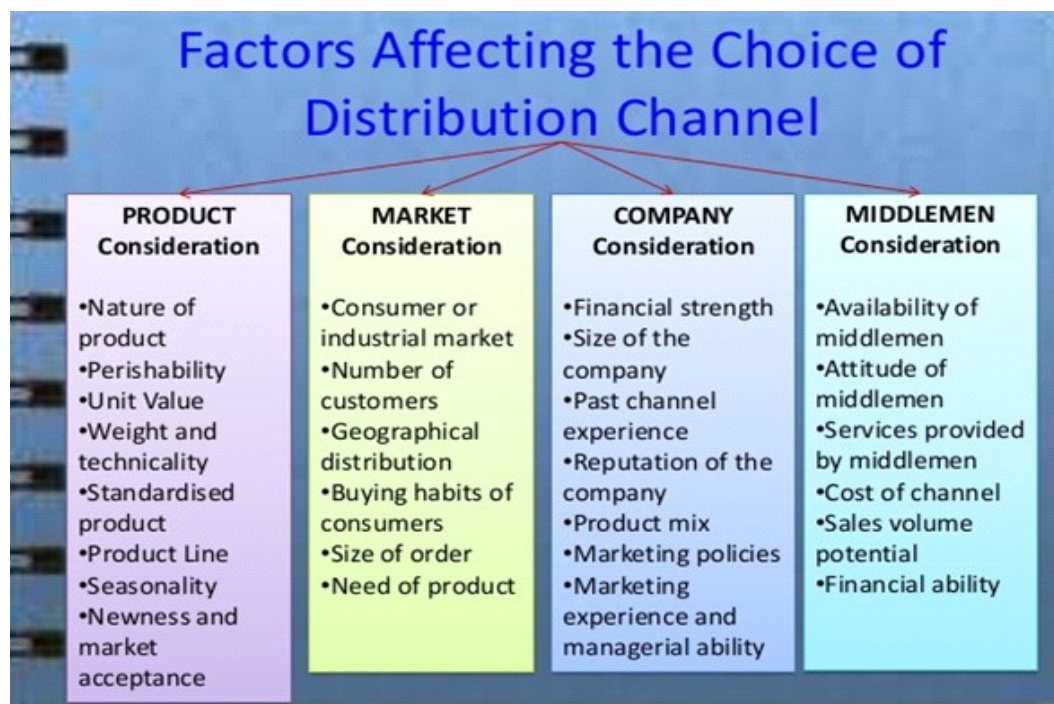 Factors Affecting the Choice of
Distribution Channel
PRODUCT
Consideration
•Nature of
product
•Perishability
•Unit Value
•Weight and
technicality
•Standardised
product
•Product Line
•Seasonality
•Newness and
market
acceptance
MARKET
Consideration
•Consumer or
industrial market
•Number of
customers
•Geographical
distribution
•Buying habits of
consumers
•Size of order
•Need of product
COMPANY
Consideration
•Financial strength
•Size of the
company
•Past channel
experience
•Reputation of the
company
•Product mix
•Marketing policies
•Marketing
experience and
managerial ability
MIDDLEMEN
Consideration
•Availability of
middlemen
•Attitude of
middlemen
•Services provided
by middlemen
•Cost of channel
•Sales volume
potential
•Financial ability